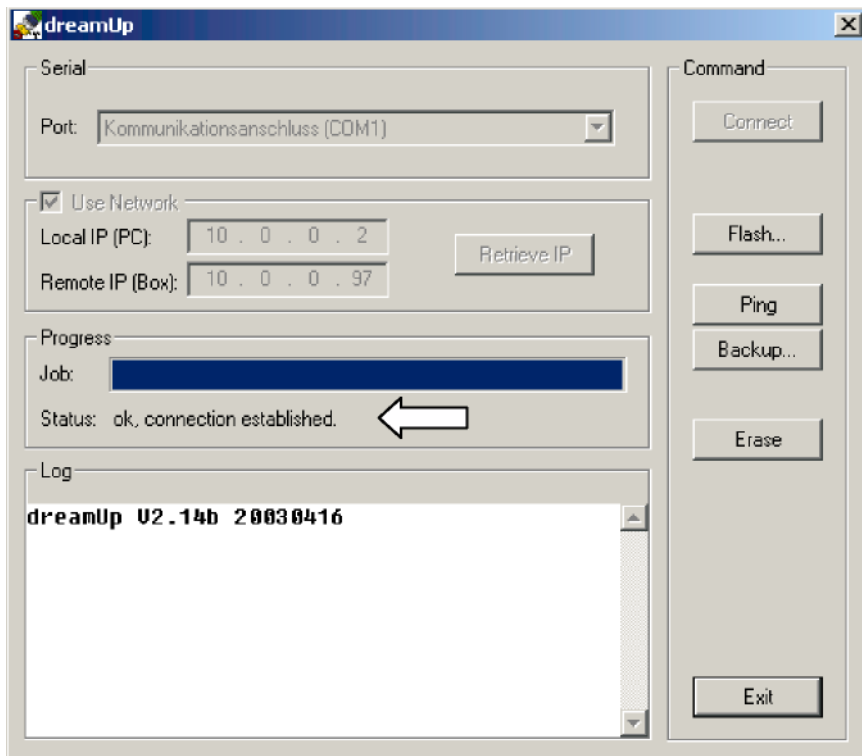 dreamUp
Serial
Port: Kommunikationsanschluss (COM1)
Use Network
Local IP (PC): 10 . 0 . 0 . 2
Remote IP (Box): 10 . 0 . 0 . 97
Retrieve IP
Progress
Job:
Status: ok, connection established.
Log
dreamUp V2.14b 20030416
Command
Connect
Flash...
Ping
Backup...
Erase
Exit